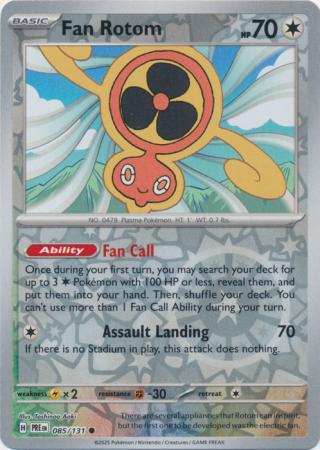 BASIC
Fan Rotom
HP 70
NO. 0479 Plasma Pokémon HT: 1' WT: 0.7 lbs.
Ability Fan Call
Once during your first turn, you may search your deck for
up to 3 Pokémon with 100 HP or less, reveal them, and
put them into your hand. Then, shuffle your deck. You
can't use more than 1 Fan Call Ability during your turn.
Assault Landing 70
If there is no Stadium in play, this attack does nothing.
weakness ×2 resistance -30 retreat
Illus. Toshinao Aoki
H PRE EN 085/131
There are several appliances that Rotom can inspirit,
but the first one to be developed was the electric fan.
©2025 Pokémon / Nintendo / Creatures / GAME FREAK